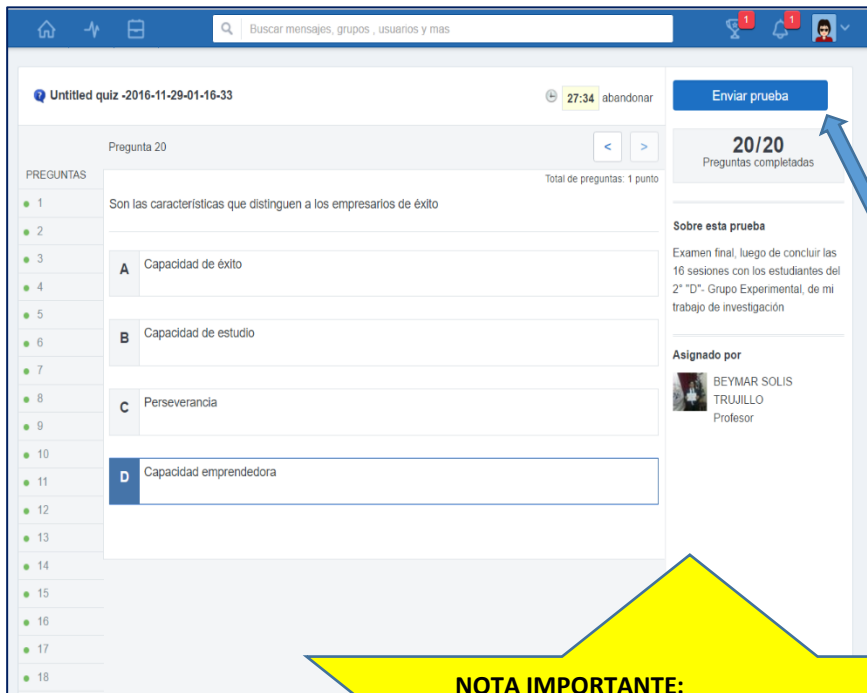 Buscar mensajes, grupos , usuarios y mas
1
1
Untitled quiz -2016-11-29-01-16-33
27:34 abandonar
Enviar prueba
Pregunta 20
< >
20/20
Preguntas completadas
PREGUNTAS
Total de preguntas: 1 punto
1
2
3
4
5
6
7
8
9
10
11
12
13
14
15
16
17
18
Son las características que distinguen a los empresarios de éxito
A Capacidad de éxito
B Capacidad de estudio
C Perseverancia
D Capacidad emprendedora
Sobre esta prueba
Examen final, luego de concluir las
16 sesiones con los estudiantes del
2° "D"- Grupo Experimental, de mi
trabajo de investigación
Asignado por
BEYMAR SOLIS
TRUJILLO
Profesor
NOTA IMPORTANTE: